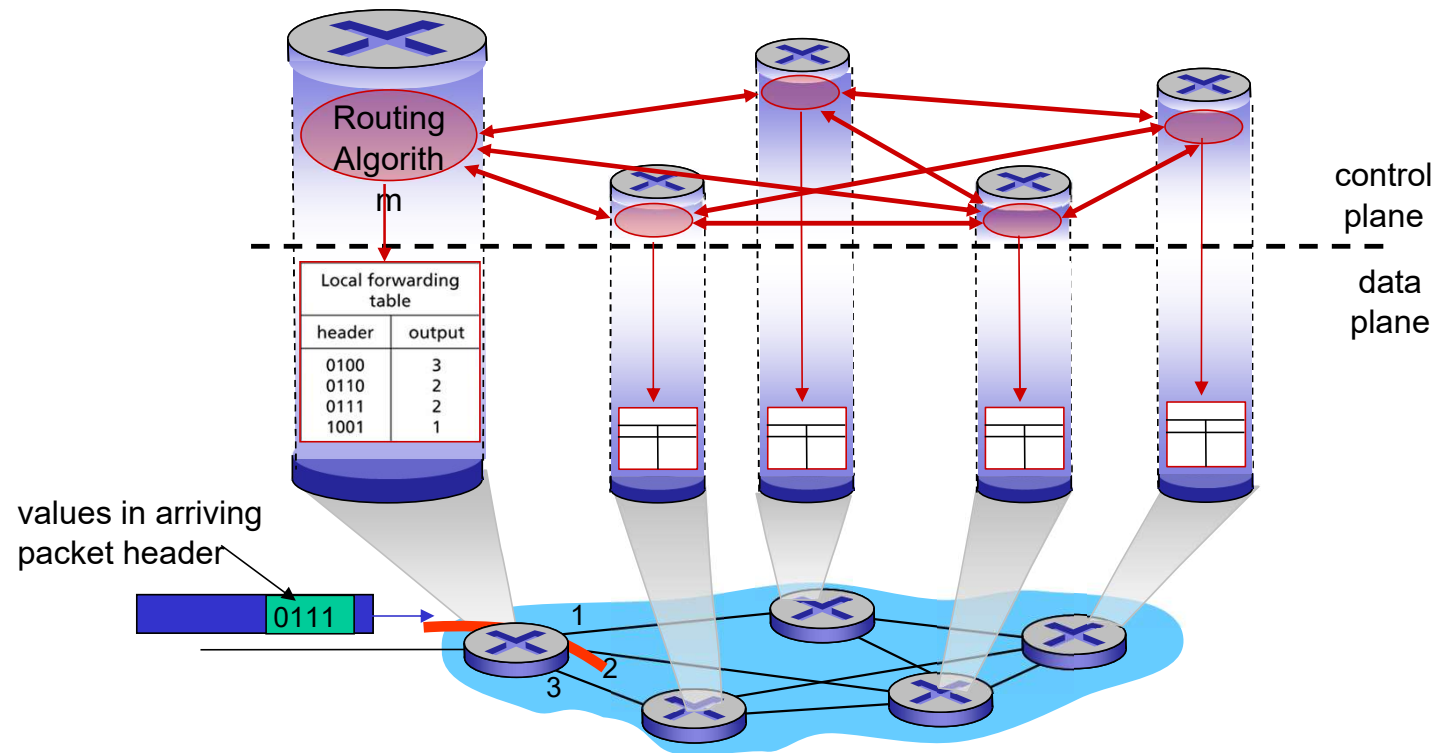 Routing
Algorith
m
control
plane
data
plane
Local forwarding
table
header output
0100 3
0110 2
0111 2
1001 1
values in arriving
packet header
0111
1
2
3